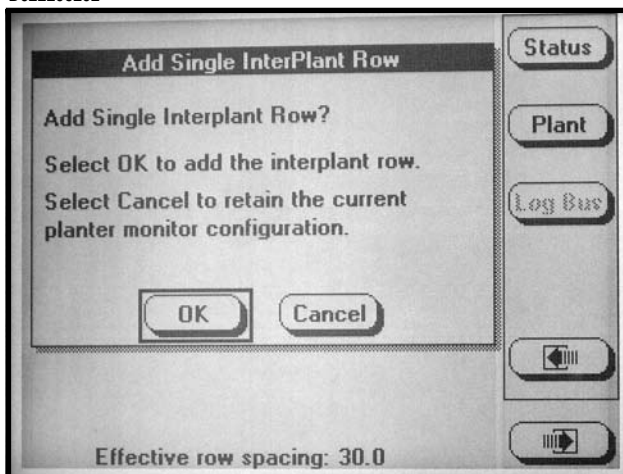 Add Single InterPlant Row
Add Single Interplant Row?
Select OK to add the interplant row.
Select Cancel to retain the current
planter monitor configuration.
OK
Cancel
Effective row spacing: 30.0
Status
Plant
Log Bus